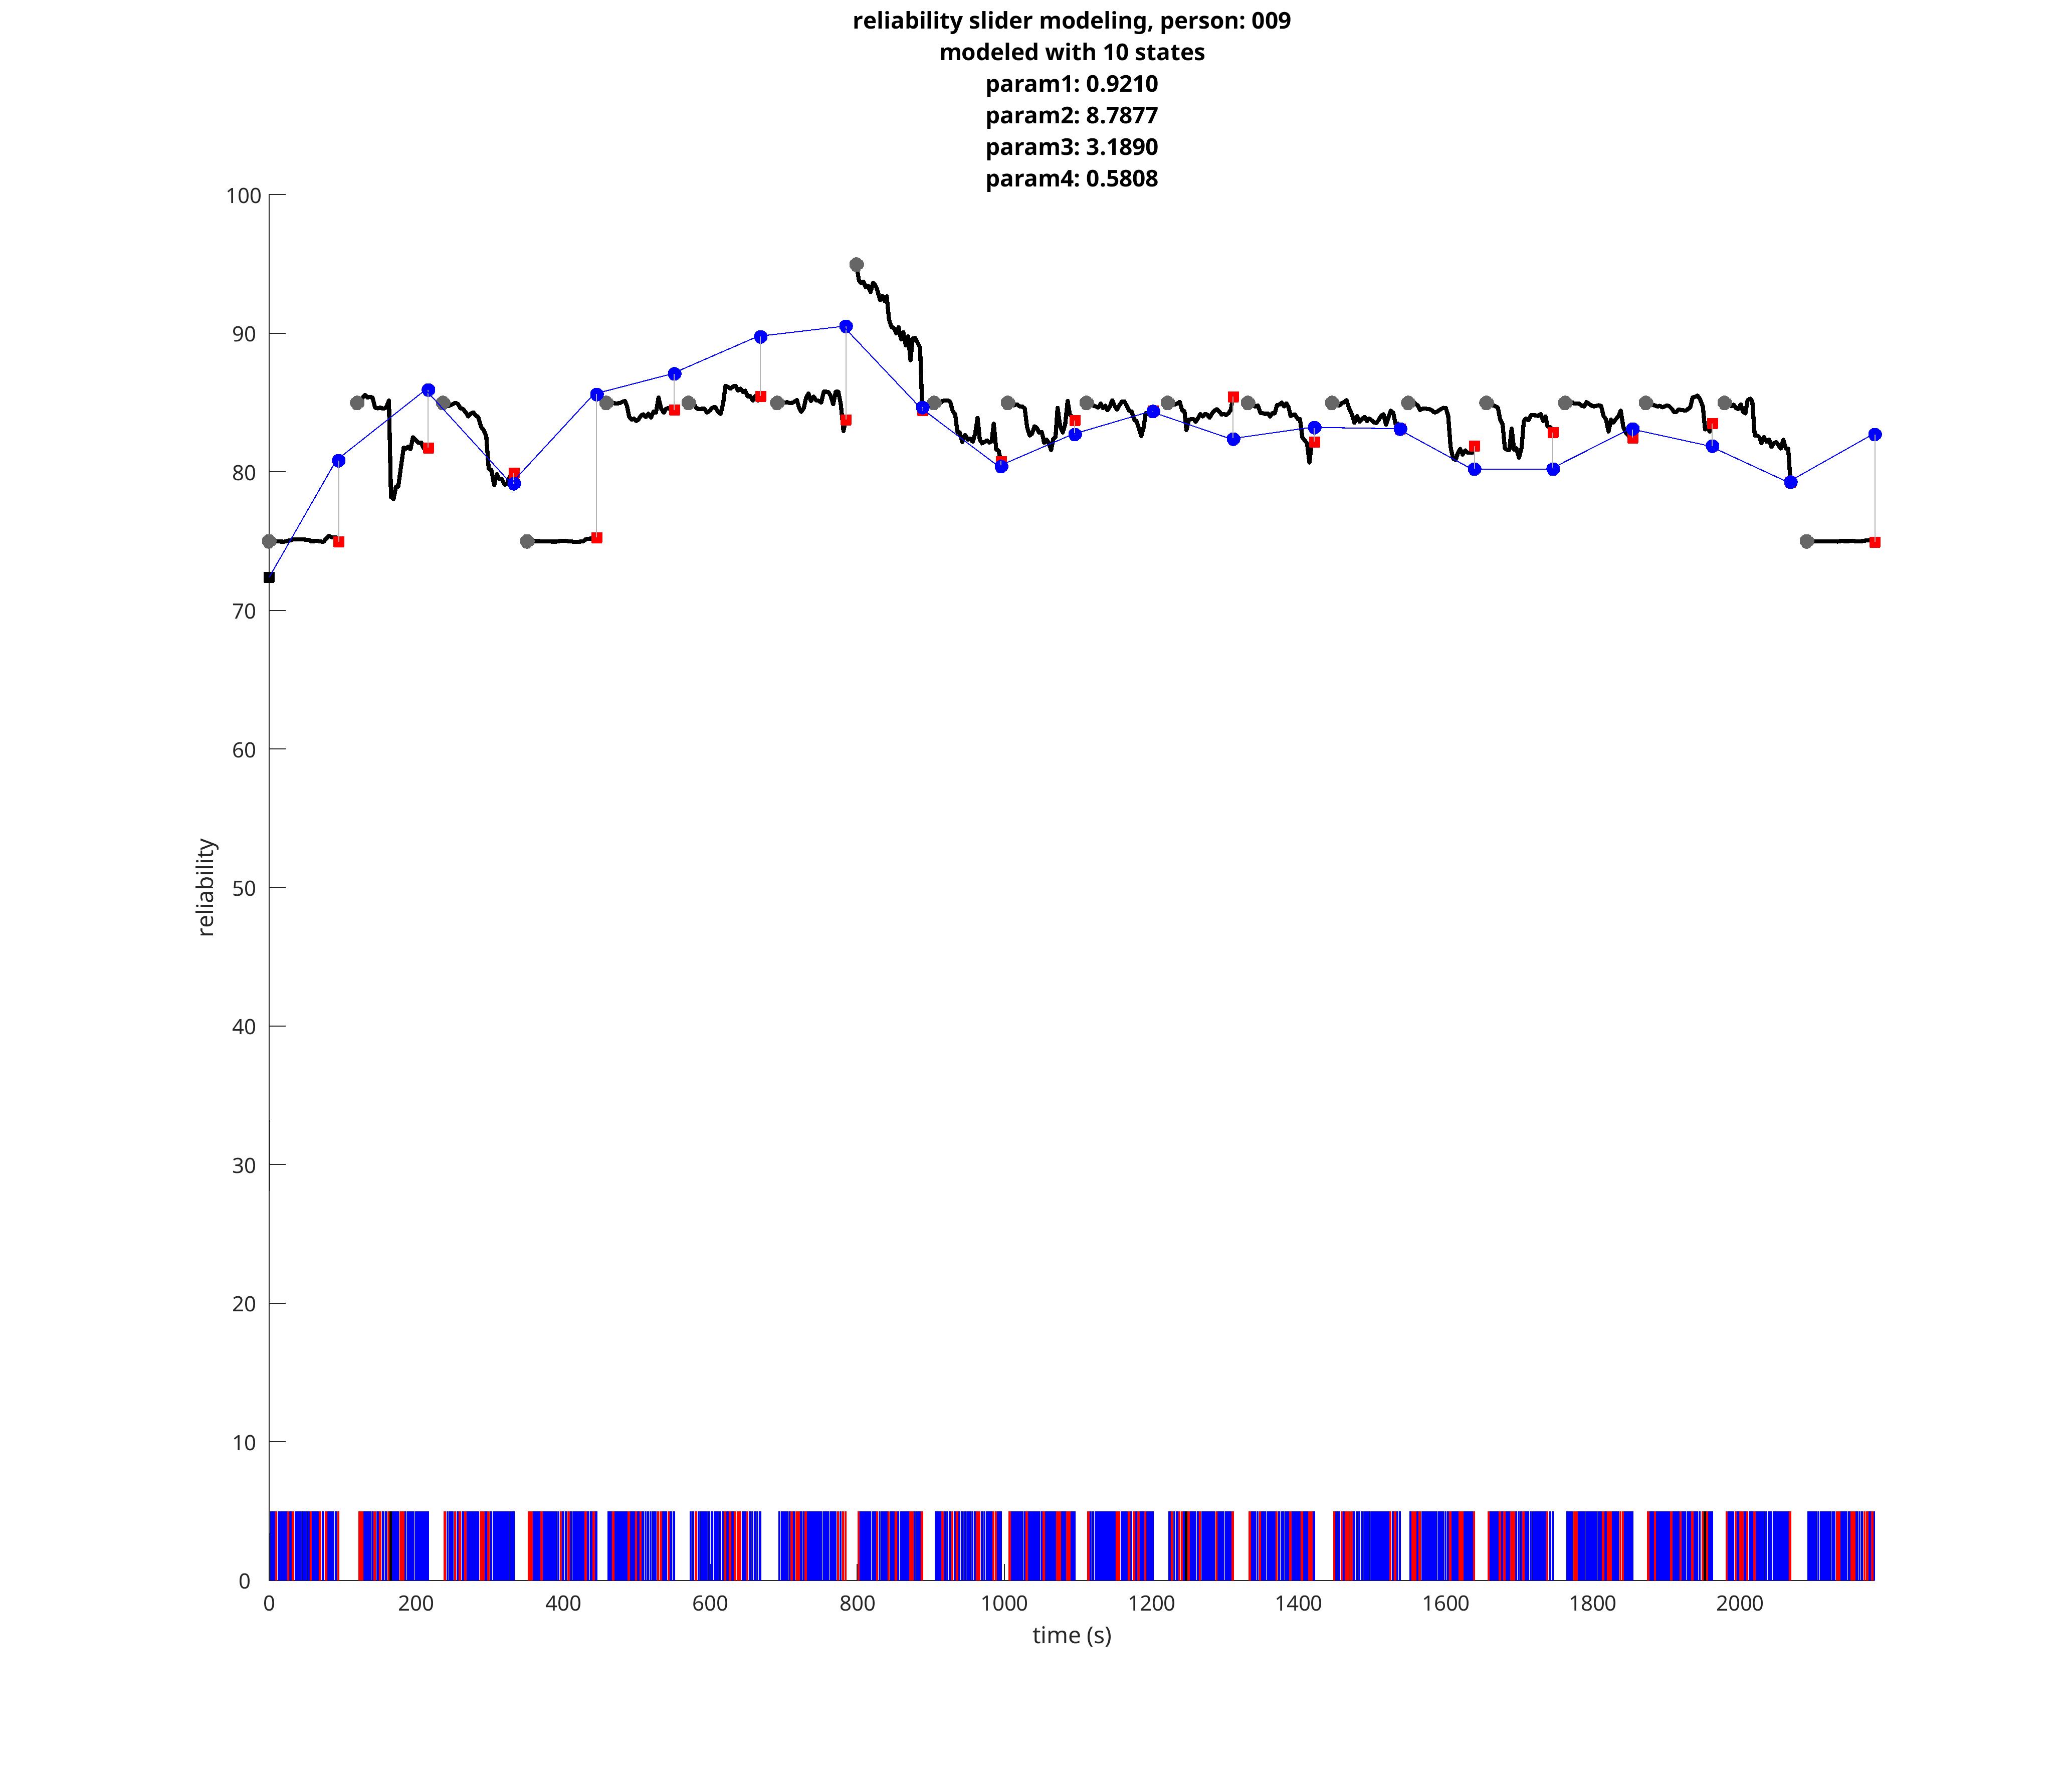 reliability slider modeling, person: 009
modeled with 10 states
param1: 0.9210
param2: 8.7877
param3: 3.1890
param4: 0.5808
100
90
80
70
60
50
40
30
20
10
0
reliability
0 200 400 600 800 1000 1200 1400 1600 1800 2000
time (s)